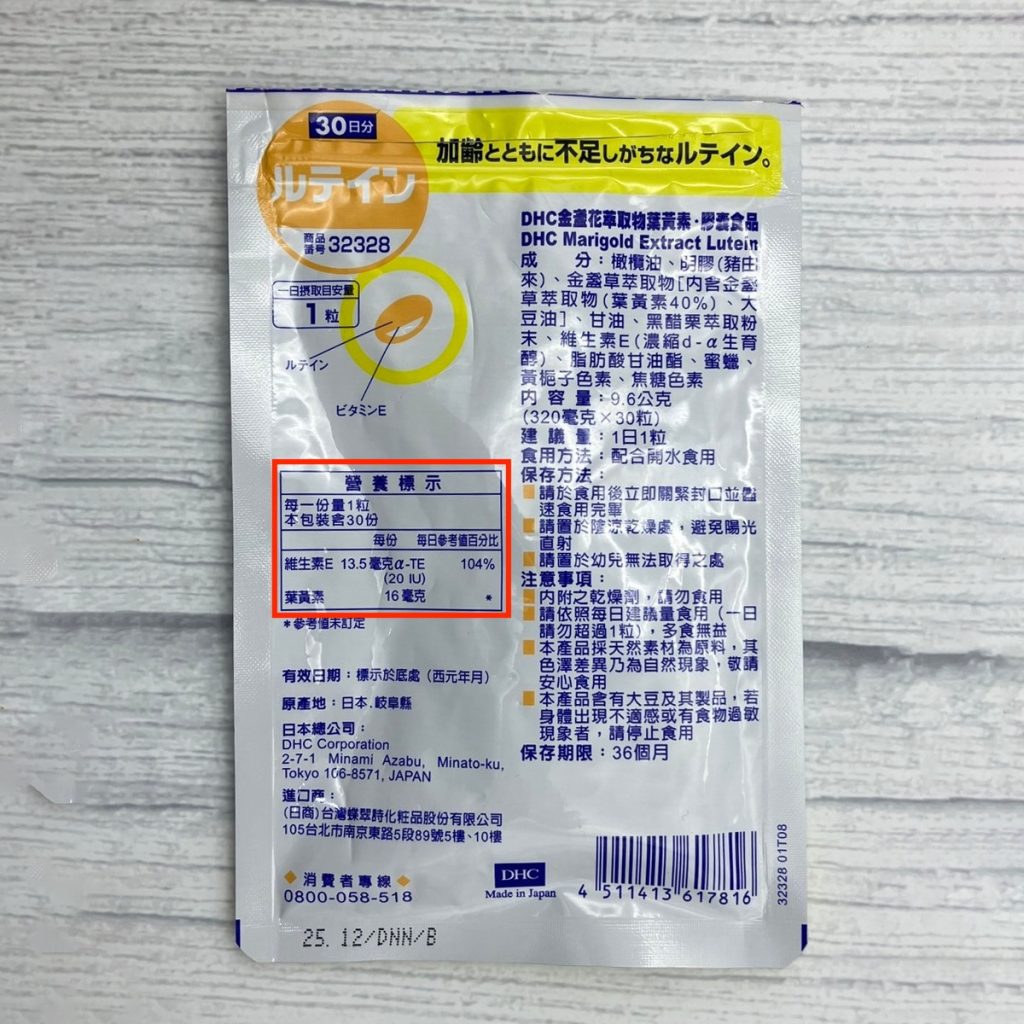 30日分
ルテイン
商品番号 32328
加齢とともに不足しがちなルテイン。
一日摂取目安量
1粒
ルテイン
ビタミンE
營養標示
每一份量1粒
本包裝含30份
每份 每日參考值百分比
維生素E 13.5 毫克α-TE 104%
(20 IU)
葉黃素 16 毫克 *
*參考值未訂定
有效日期：標示於底處（西元年月）
原產地：日本.岐阜縣
日本總公司：
DHC Corporation
2-7-1 Minami Azabu, Minato-ku,
Tokyo 106-8571, JAPAN
進口商：
(日商)台灣蝶翠詩化粧品股份有限公司
105台北市南京東路5段89號5樓、10樓
◆消費者專線◆
0800-058-518
25. 12/DNN/B
DHC金盞花萃取物葉黃素･膠囊食品
DHC Marigold Extract Lutein
成 分：橄欖油、明膠(豬由
來)、金盞草萃取物[內含金盞
草萃取物(葉黃素40%)、大
豆油]、甘油、黑醋栗萃取粉
末、維生素E(濃縮d-α生育
醇)、脂肪酸甘油酯、蜜蠟、
黃梔子色素、焦糖色素
內 容 量：9.6公克
(320毫克×30粒)
建 議 量：1日1粒
食用方法：配合開水食用
保存方法：
■請於食用後立即關緊封口並盡
速食用完畢
■請置於陰涼乾燥處，避免陽光
直射
■請置於幼兒無法取得之處
注意事項：
■內附之乾燥劑，請勿食用
■請依照每日建議量食用（一日
請勿超過1粒），多食無益
■本產品採天然素材為原料，其
色澤差異乃為自然現象，敬請
安心食用
■本產品含有大豆及其製品，若
身體出現不適感或有食物過敏
現象者，請停止食用
保存期限：36個月
DHC
Made in Japan
4 511413 617816
32328 01T08